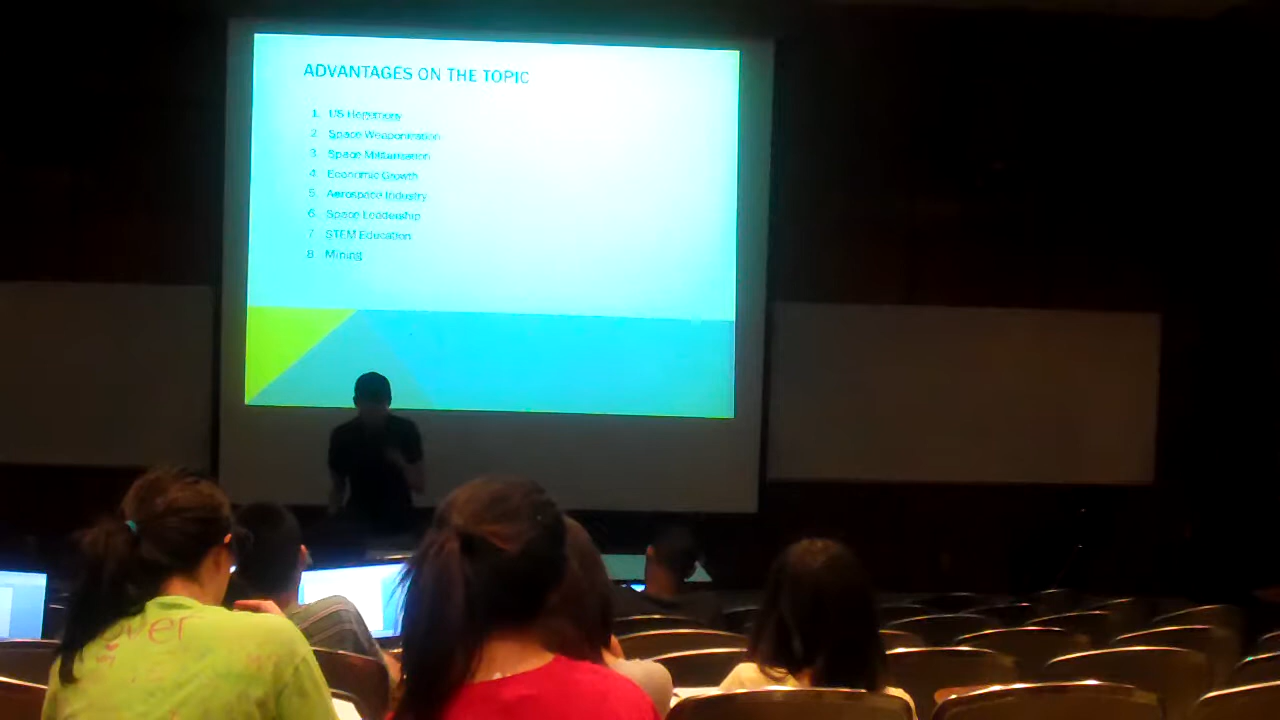 ADVANTAGES ON THE TOPIC
1. US Hegemony
2. Space Weaponization
3. Space Militarisation
4. Economic Growth
5. Aerospace Industry
6. Space Leadership
7. STEM Education
8. Mining